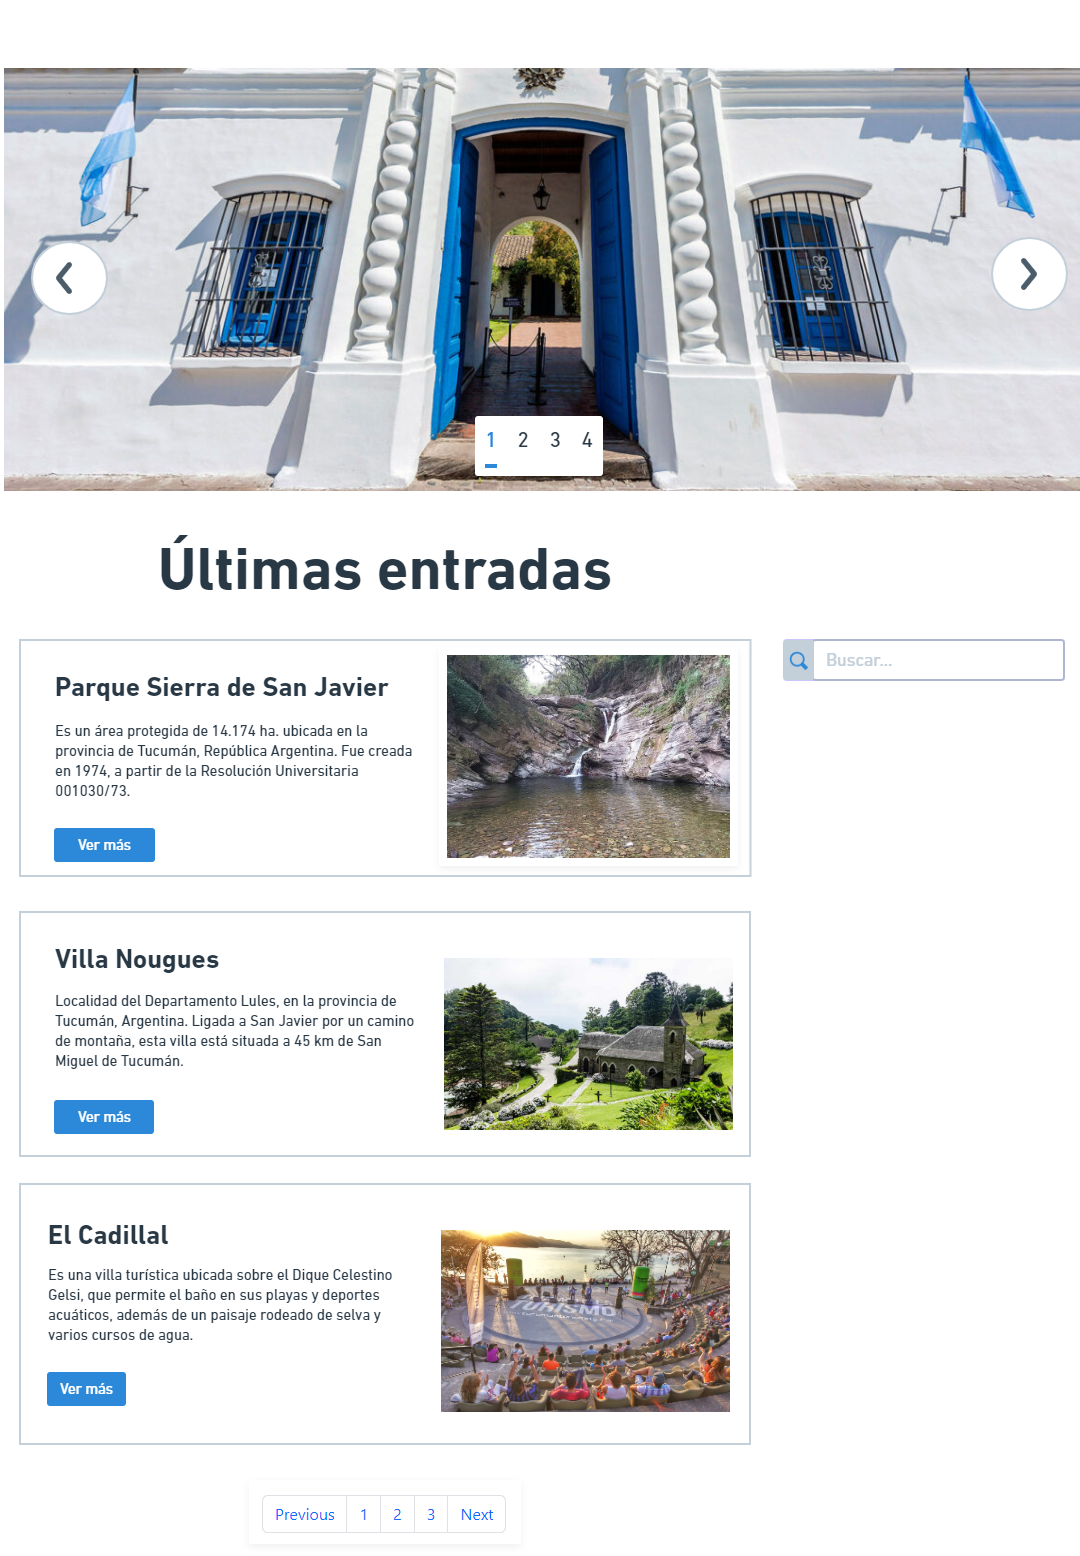 1 2 3 4
Últimas entradas
Buscar...
Parque Sierra de San Javier
Es un área protegida de 14.174 ha. ubicada en la
provincia de Tucumán, República Argentina. Fue creada
en 1974, a partir de la Resolución Universitaria
001030/73.
Ver más
Villa Nougues
Localidad del Departamento Lules, en la provincia de
Tucumán, Argentina. Ligada a San Javier por un camino
de montaña, esta villa está situada a 45 km de San
Miguel de Tucumán.
Ver más
El Cadillal
Es una villa turística ubicada sobre el Dique Celestino
Gelsi, que permite el baño en sus playas y deportes
acuáticos, además de un paisaje rodeado de selva y
varios cursos de agua.
TURISMO
Ver más
Previous 1 2 3 Next